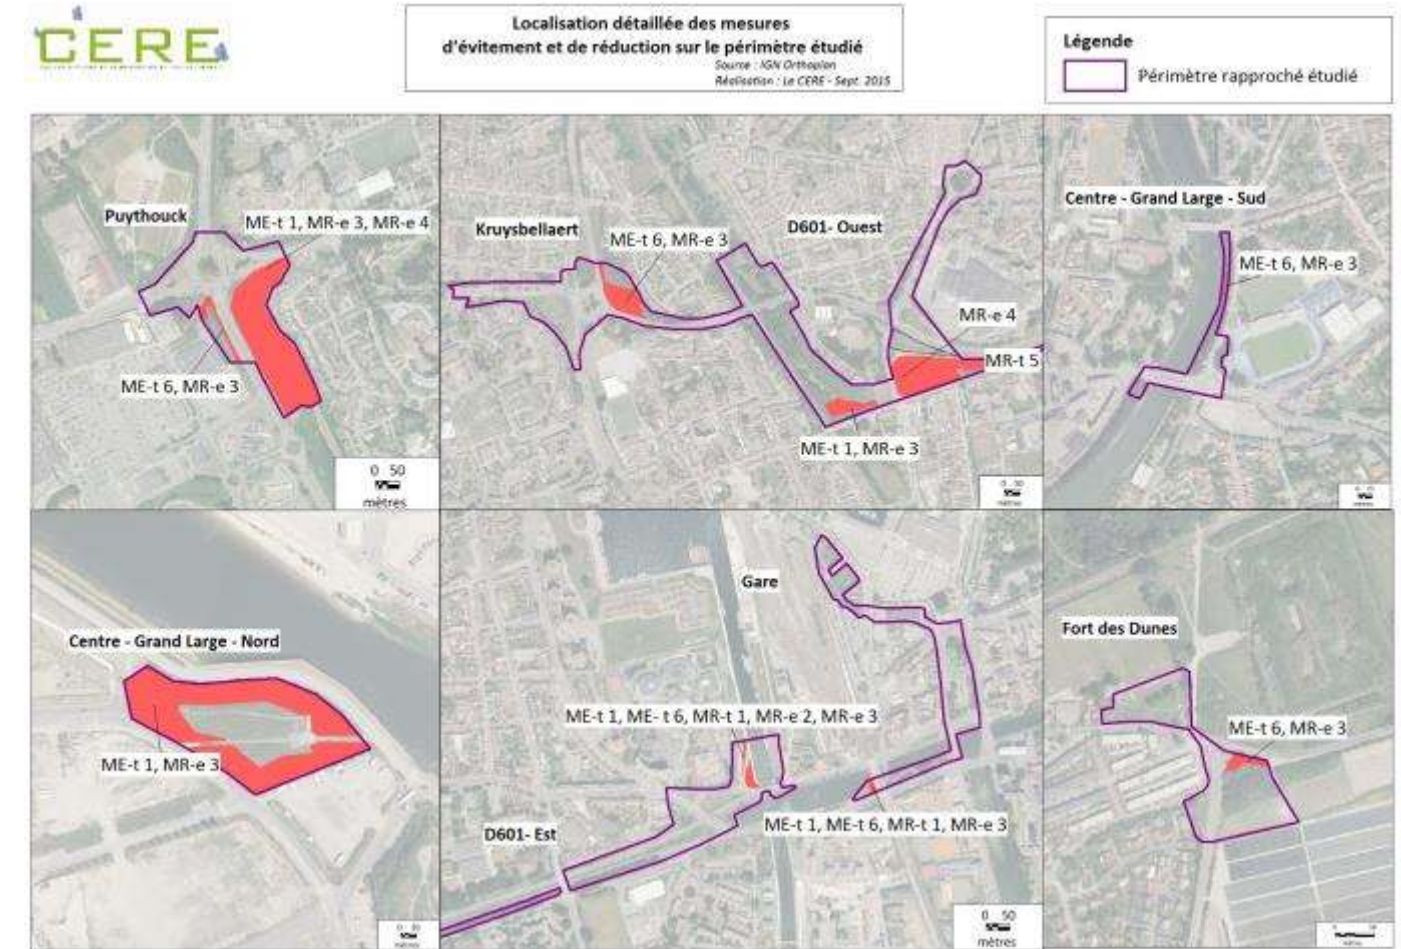 CERE
Localisation détaillée des mesures
d'évitement et de réduction sur le périmètre étudié
Source : IGN Orthoplan
Réalisation : Le CERE - Sept. 2015
Légende
Périmètre rapproché étudié
Puythouck
ME-t 1, MR-e 3, MR-e 4
ME-t 6, MR-e 3
0 50
mètres
Kruysbellaert
ME-t 6, MR-e 3
D601- Ouest
MR-e 4
MR-t 5
ME-t 1, MR-e 3
0 50
mètres
Centre - Grand Large - Sud
ME-t 6, MR-e 3
Centre - Grand Large - Nord
ME-t 1, MR-e 3
Gare
ME-t 1, ME- t 6, MR-t 1, MR-e 2, MR-e 3
D601- Est
ME-t 1, ME-t 6, MR-t 1, MR-e 3
0 50
mètres
Fort des Dunes
ME-t 6, MR-e 3